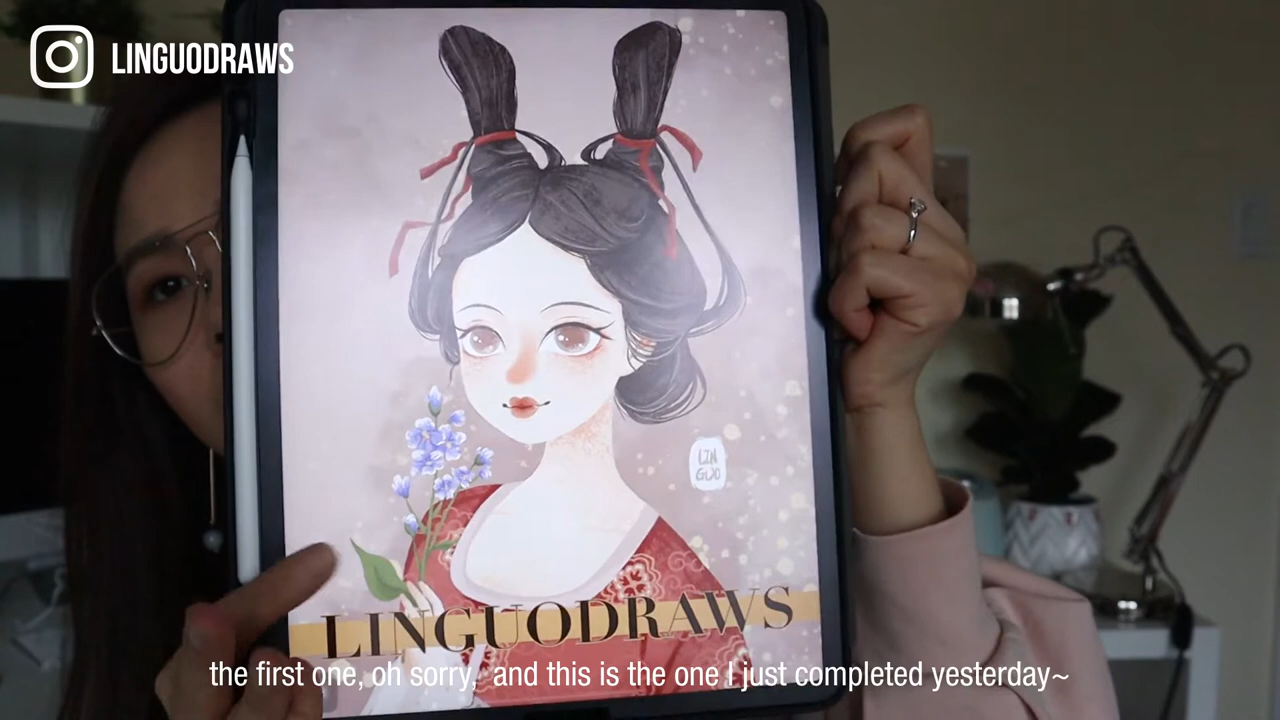 LINGUODRAWS
LIN
GUO
LINGUODRAWS
the first one, oh sorry,  and this is the one I just completed yesterday~